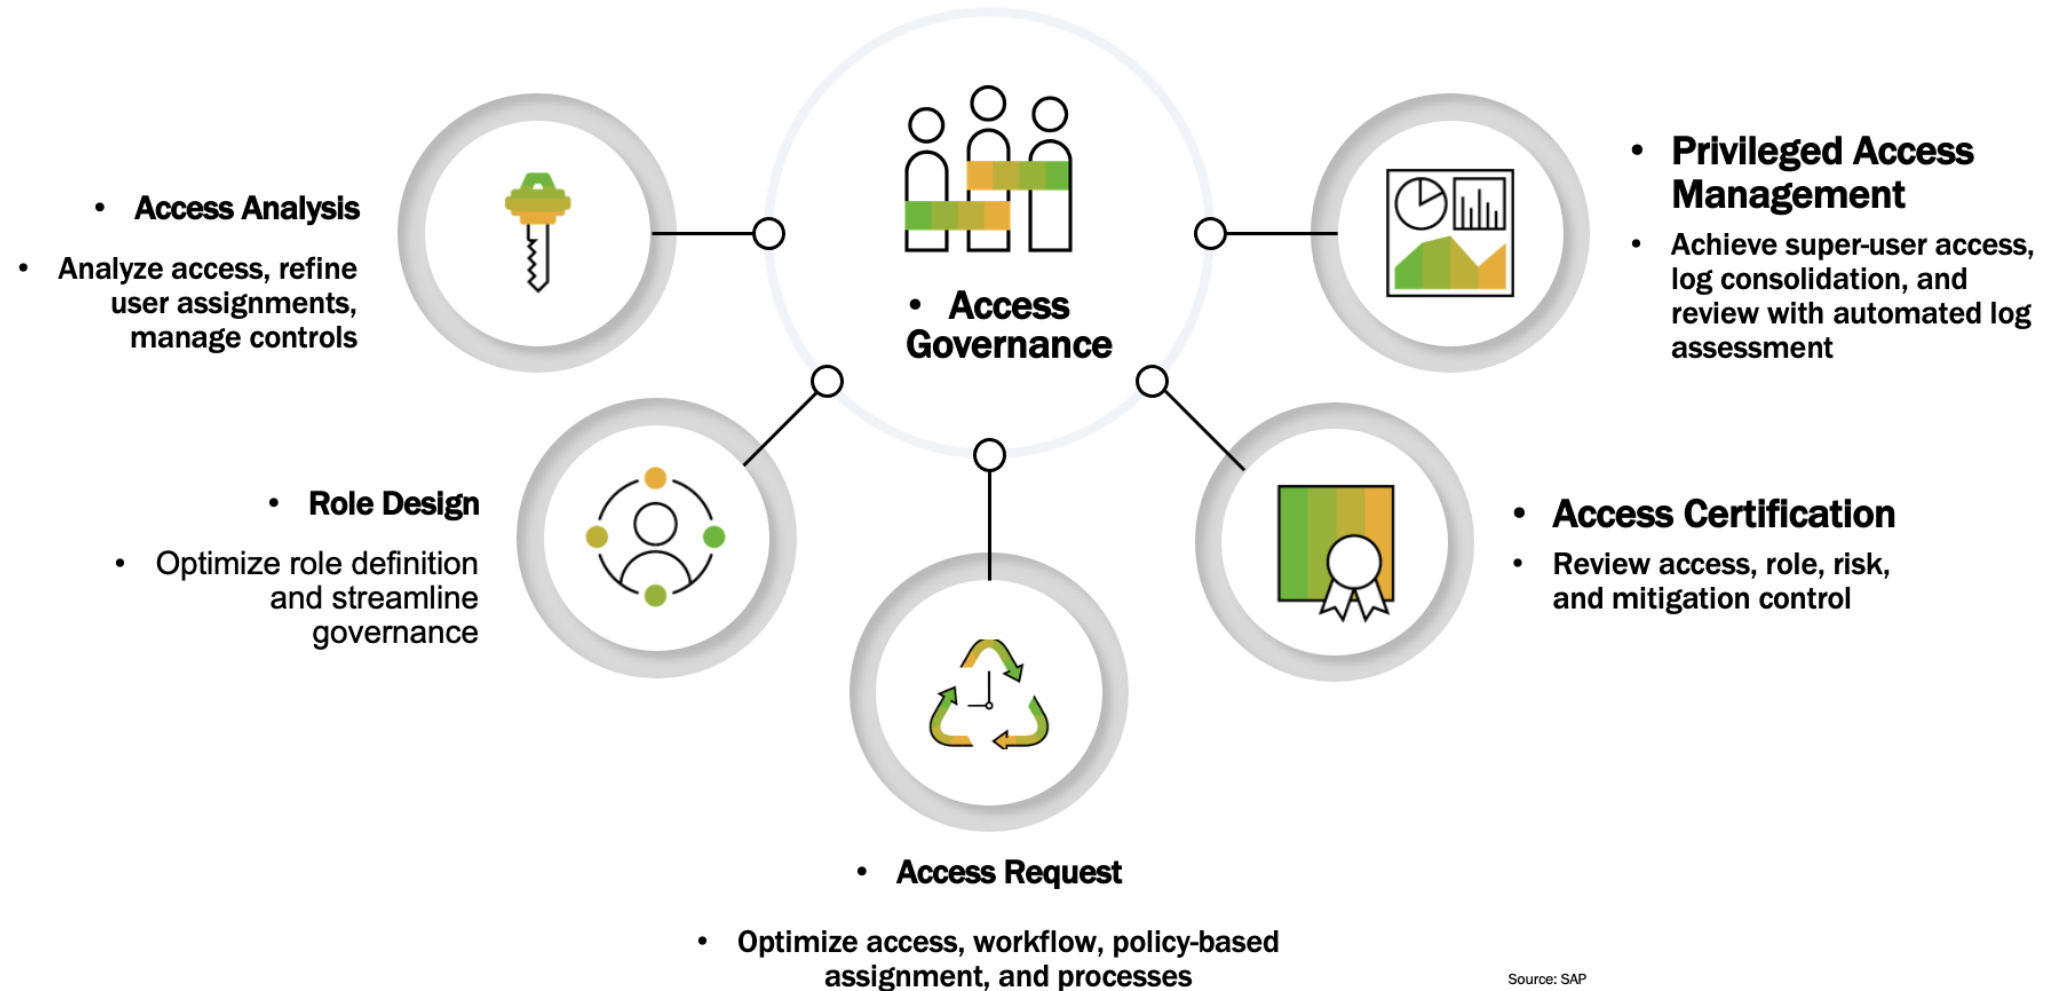 • Access
Governance
• Access Analysis
• Analyze access, refine
user assignments,
manage controls
• Role Design
• Optimize role definition
and streamline
governance
• Access Request
• Optimize access, workflow, policy-based
assignment, and processes
• Access Certification
• Review access, role, risk,
and mitigation control
• Privileged Access
Management
• Achieve super-user access,
log consolidation, and
review with automated log
assessment
Source: SAP